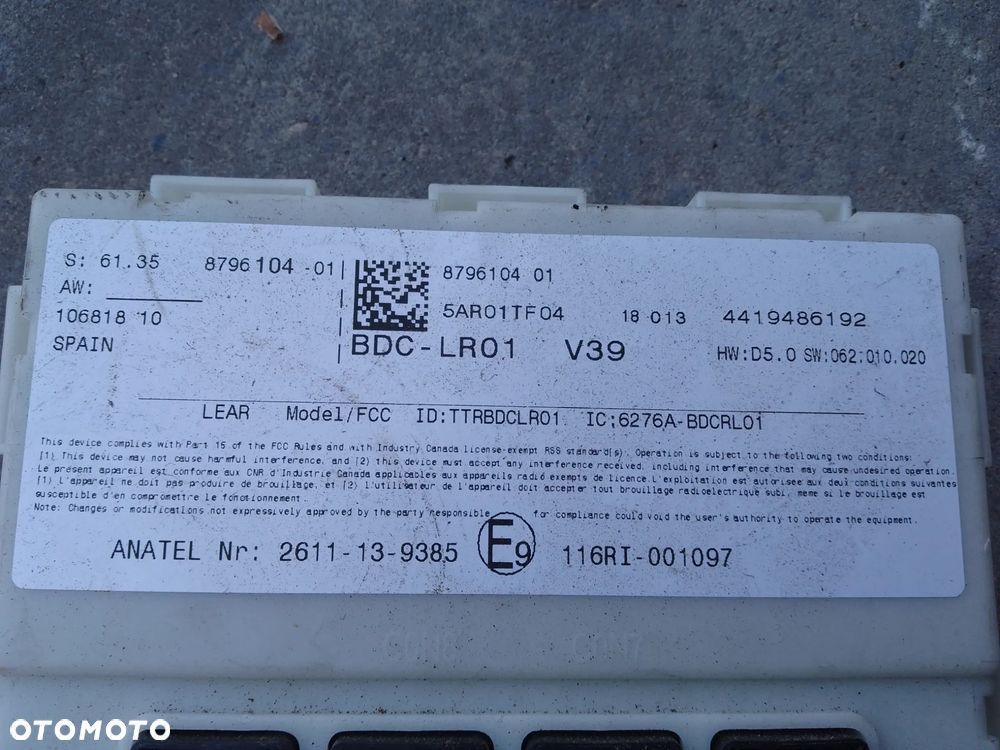 S: 61.35 8796104-01
8796104 01
AW:
5AR01TF04 18 013 4419486192
106818 10
SPAIN
BDC-LR01 V39 HW:D5.0 SW:062.010.020
LEAR Model/FCC ID:TTRBDCLR01 IC:6276A-BDCRL01
This device complies with Part 15 of the FCC Rules and with Industry Canada license-exempt RSS standard(s). Operation is subject to the following two conditions:
(1) This device may not cause harmful interference, and (2) this device must accept any interference received, including interference that may cause undesired operation.
Le présent appareil est conforme aux CNR d'Industrie Canada applicables aux appareils radio exempts de licence.L'exploitation est autorisee aux deux conditions suivantes
(1) L'appareil ne doit pas produire de brouillage, et (2) l'utilisateur de l'appareil doit accepter tout brouillage radioelectrique subi, meme si le brouillage est
susceptible d'en compromettre le fonctionnement.
Note: Changes or modifications not expressively approved by the party responsible for compliance could void the user's authority to operate the equipment.
ANATEL Nr: 2611-13-9385 E9 116RI-001097
OTOMOTO